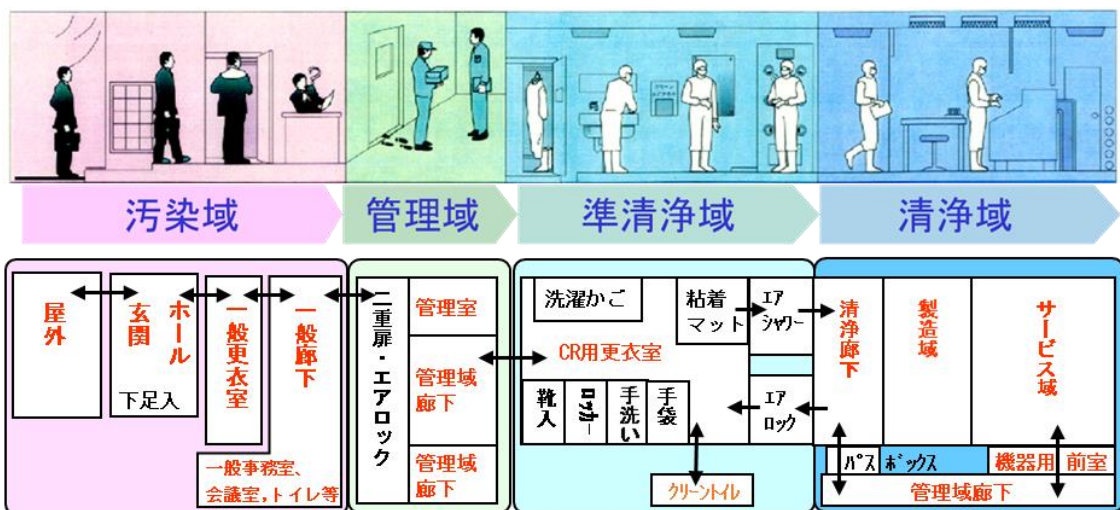 汚染域
管理域
準清浄域
清浄域
屋外
玄関
ホール
下足入
一般更衣室
一般廊下
一般事務室、
会議室,トイレ等
二重扉・エアロック
管理室
管理域
廊下
管理域
廊下
洗濯かご
粘着
マット
エア
シャワー
CR用更衣室
靴入
ロッカー
手洗い
手袋
エア
ロック
クリーントイレ
清浄廊下
製造域
サービス域
パス
ボックス
機器用
前室
管理域廊下